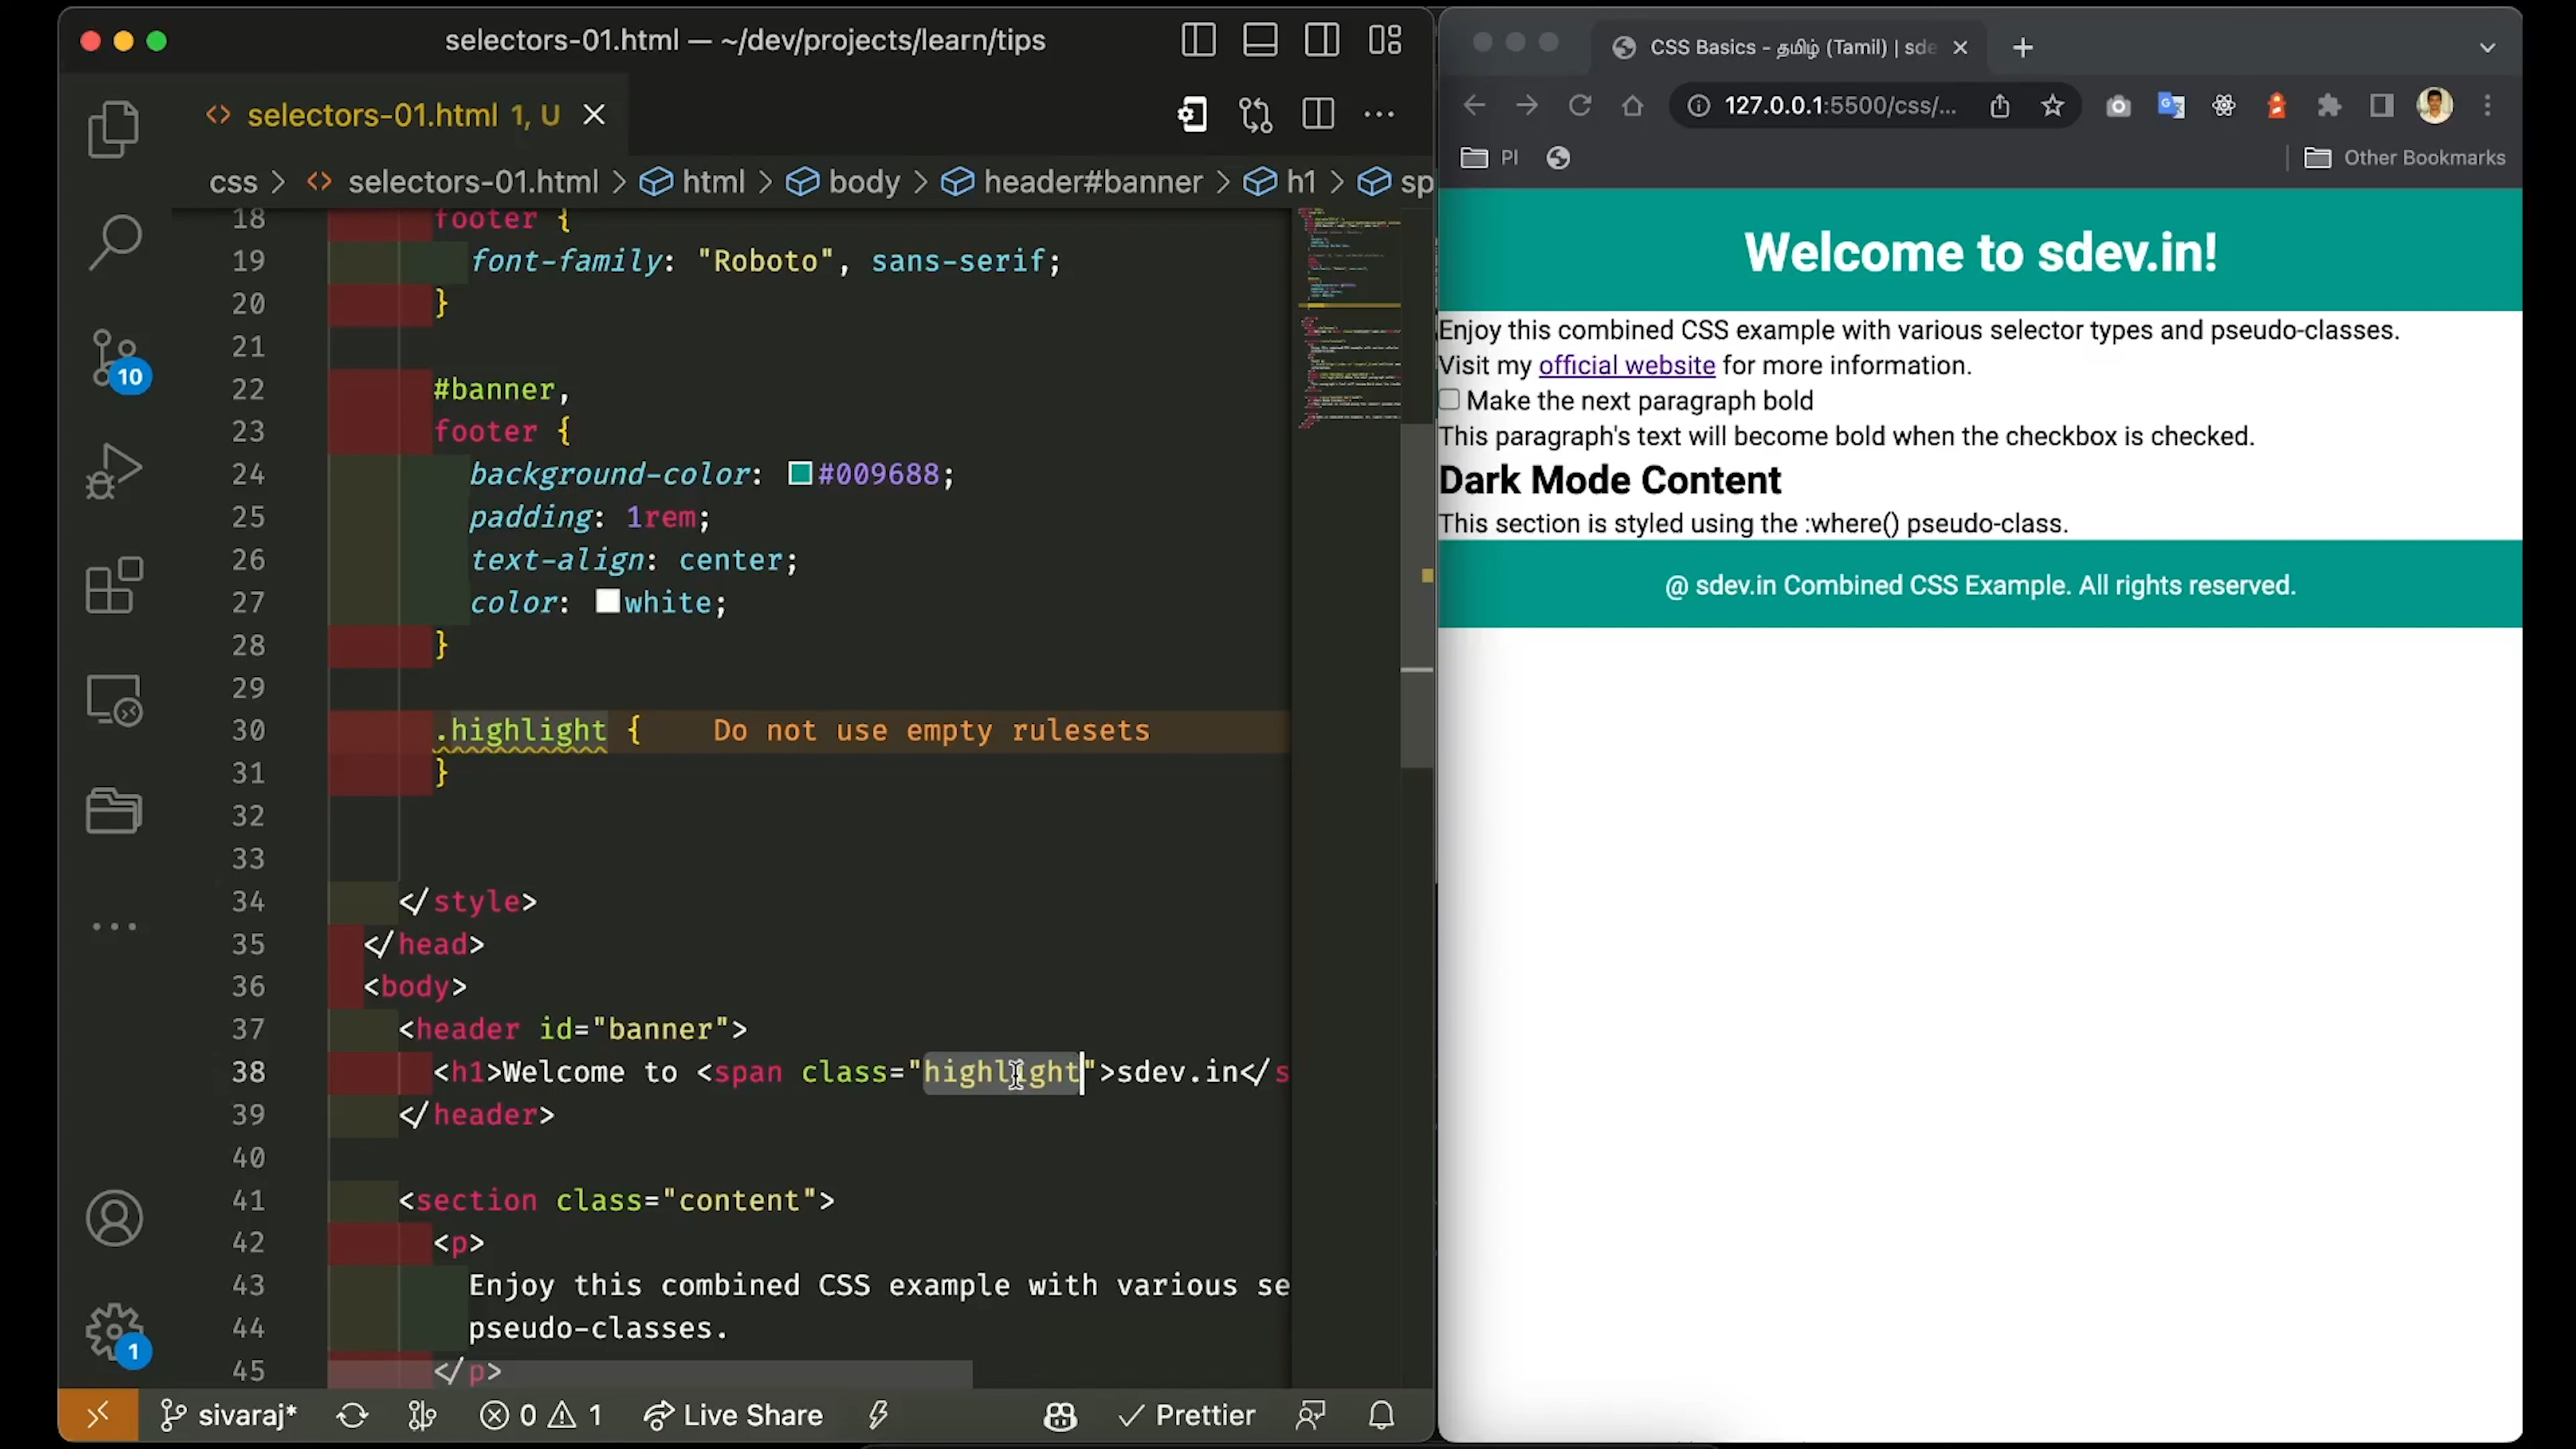 selectors-01.html — ~/dev/projects/learn/tips
selectors-01.html 1, U
css > selectors-01.html > html > body > header#banner > h1 > sp
18 footer {
19 font-family: "Roboto", sans-serif;
20 }
21
22 #banner,
23 footer {
24 background-color: #009688;
25 padding: 1rem;
26 text-align: center;
27 color: white;
28 }
29
30 .highlight { Do not use empty rulesets
31 }
32
33
34 </style>
35 </head>
36 <body>
37 <header id="banner">
38 <h1>Welcome to <span class="highlight">sdev.in</s
39 </header>
40
41 <section class="content">
42 <p>
43 Enjoy this combined CSS example with various se
44 pseudo-classes.
45 </p>
10
1
sivaraj* 0 1 Live Share Prettier
CSS Basics - தமிழ் (Tamil) | sde
127.0.0.1:5500/css/...
PI Other Bookmarks
Welcome to sdev.in!
Enjoy this combined CSS example with various selector types and pseudo-classes.
Visit my official website for more information.
Make the next paragraph bold
This paragraph's text will become bold when the checkbox is checked.
Dark Mode Content
This section is styled using the :where() pseudo-class.
@ sdev.in Combined CSS Example. All rights reserved.